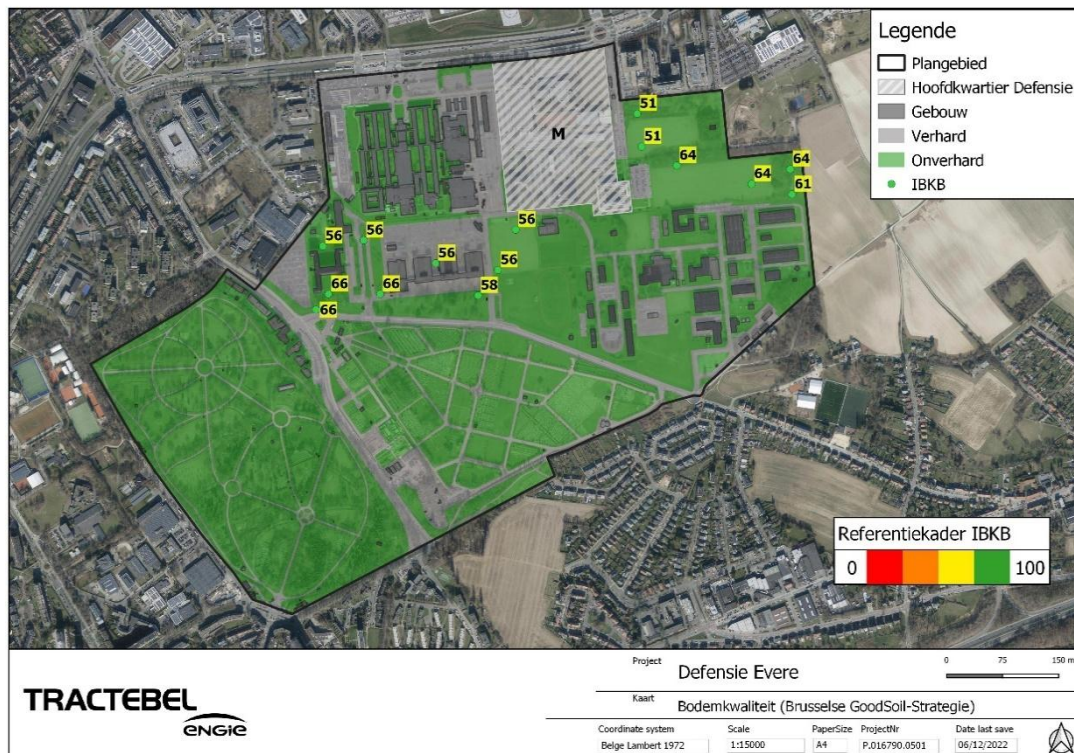 Legende
Plangebied
Hoofdkwartier Defensie
Gebouw
Verhard
Onverhard
IBKB
M
51
51
64
64
64
61
56
56
56
56
56
66
66
58
66
Referentiekader IBKB
0 100
TRACTEBEL
ENGIE
Project Defensie Evere
0 75 150 m
Kaart Bodemkwaliteit (Brusselse GoodSoil-Strategie)
Coordinate system Scale PaperSize ProjectNr Date last save
Belge Lambert 1972 1:15000 A4 P.016790.0501 06/12/2022